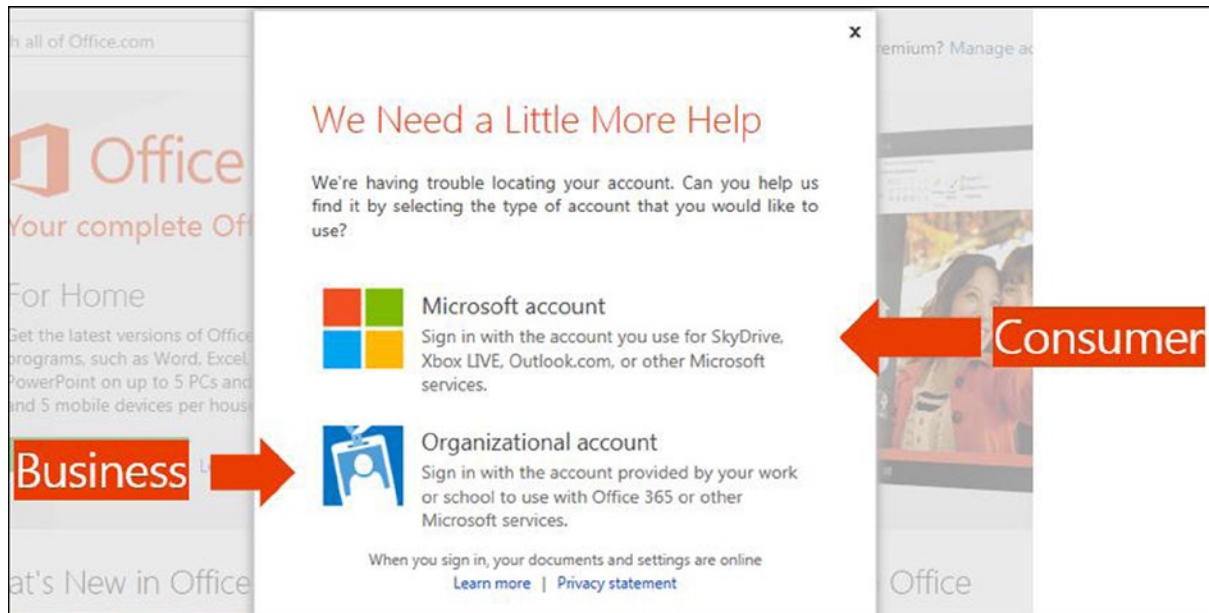 h all of Office.com
x
remium? Manage ac
We Need a Little More Help
Office
We're having trouble locating your account. Can you help us
find it by selecting the type of account that you would like to
use?
Your complete Off
For Home
Get the latest versions of Office
programs, such as Word, Excel,
PowerPoint on up to 5 PCs and
and 5 mobile devices per hous
Microsoft account
Sign in with the account you use for SkyDrive,
Xbox LIVE, Outlook.com, or other Microsoft
services.
Consumer
Organizational account
Sign in with the account provided by your work
or school to use with Office 365 or other
Microsoft services.
Business
When you sign in, your documents and settings are online
Learn more | Privacy statement
at's New in Office
Office